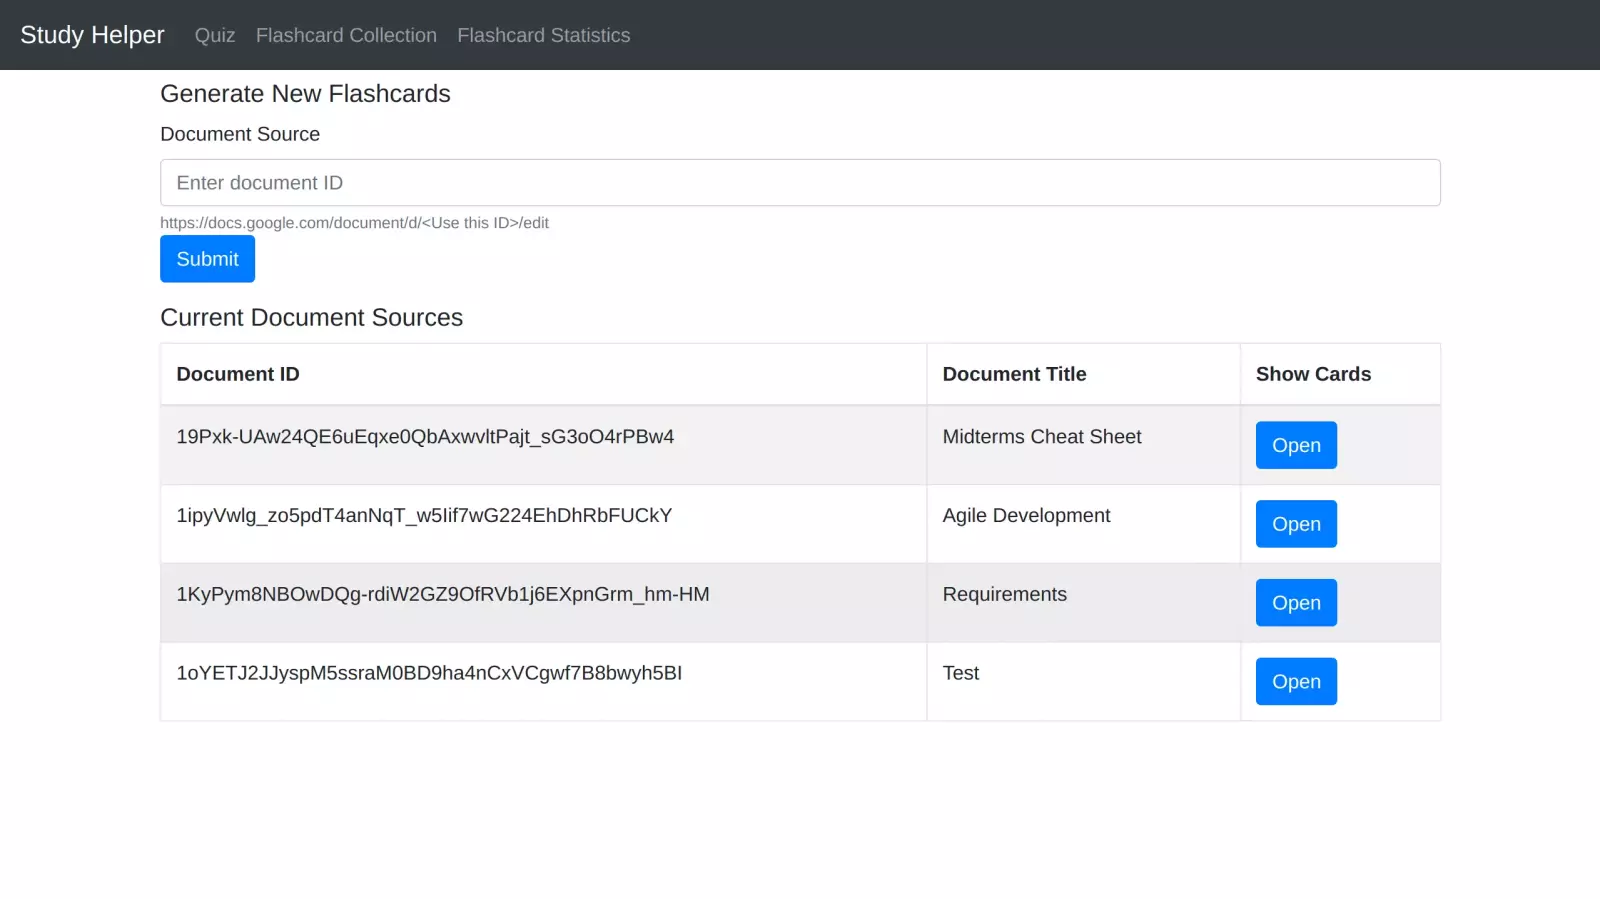 Study Helper Quiz Flashcard Collection Flashcard Statistics
Generate New Flashcards
Document Source
Enter document ID
https://docs.google.com/document/d/<Use this ID>/edit
Submit
Current Document Sources
Document ID Document Title Show Cards
19Pxk-UAw24QE6uEqxe0QbAxwvltPajt_sG3oO4rPBw4 Midterms Cheat Sheet Open
1ipyVwlg_zo5pdT4anNqT_w5Iif7wG224EhDhRbFUCkY Agile Development Open
1KyPym8NBOwDQg-rdiW2GZ9OfRVb1j6EXpnGrm_hm-HM Requirements Open
1oYETJ2JJyspM5ssraM0BD9ha4nCxVCgwf7B8bwyh5BI Test Open